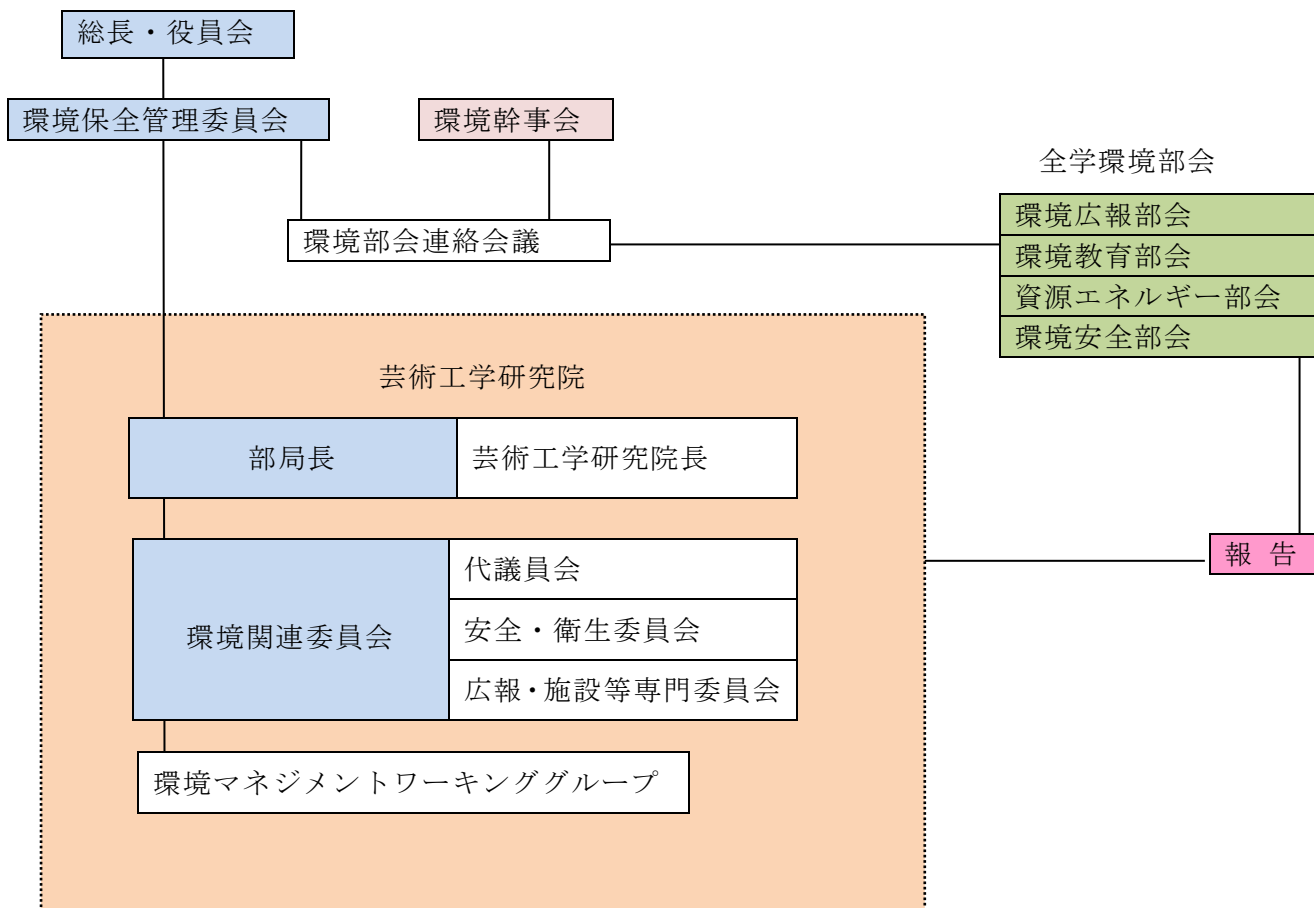 総長・役員会
環境保全管理委員会
環境幹事会
全学環境部会
環境部会連絡会議
環境広報部会
環境教育部会
資源エネルギー部会
環境安全部会
芸術工学研究院
部局長
芸術工学研究院長
報 告
環境関連委員会
代議員会
安全・衛生委員会
広報・施設等専門委員会
環境マネジメントワーキンググループ